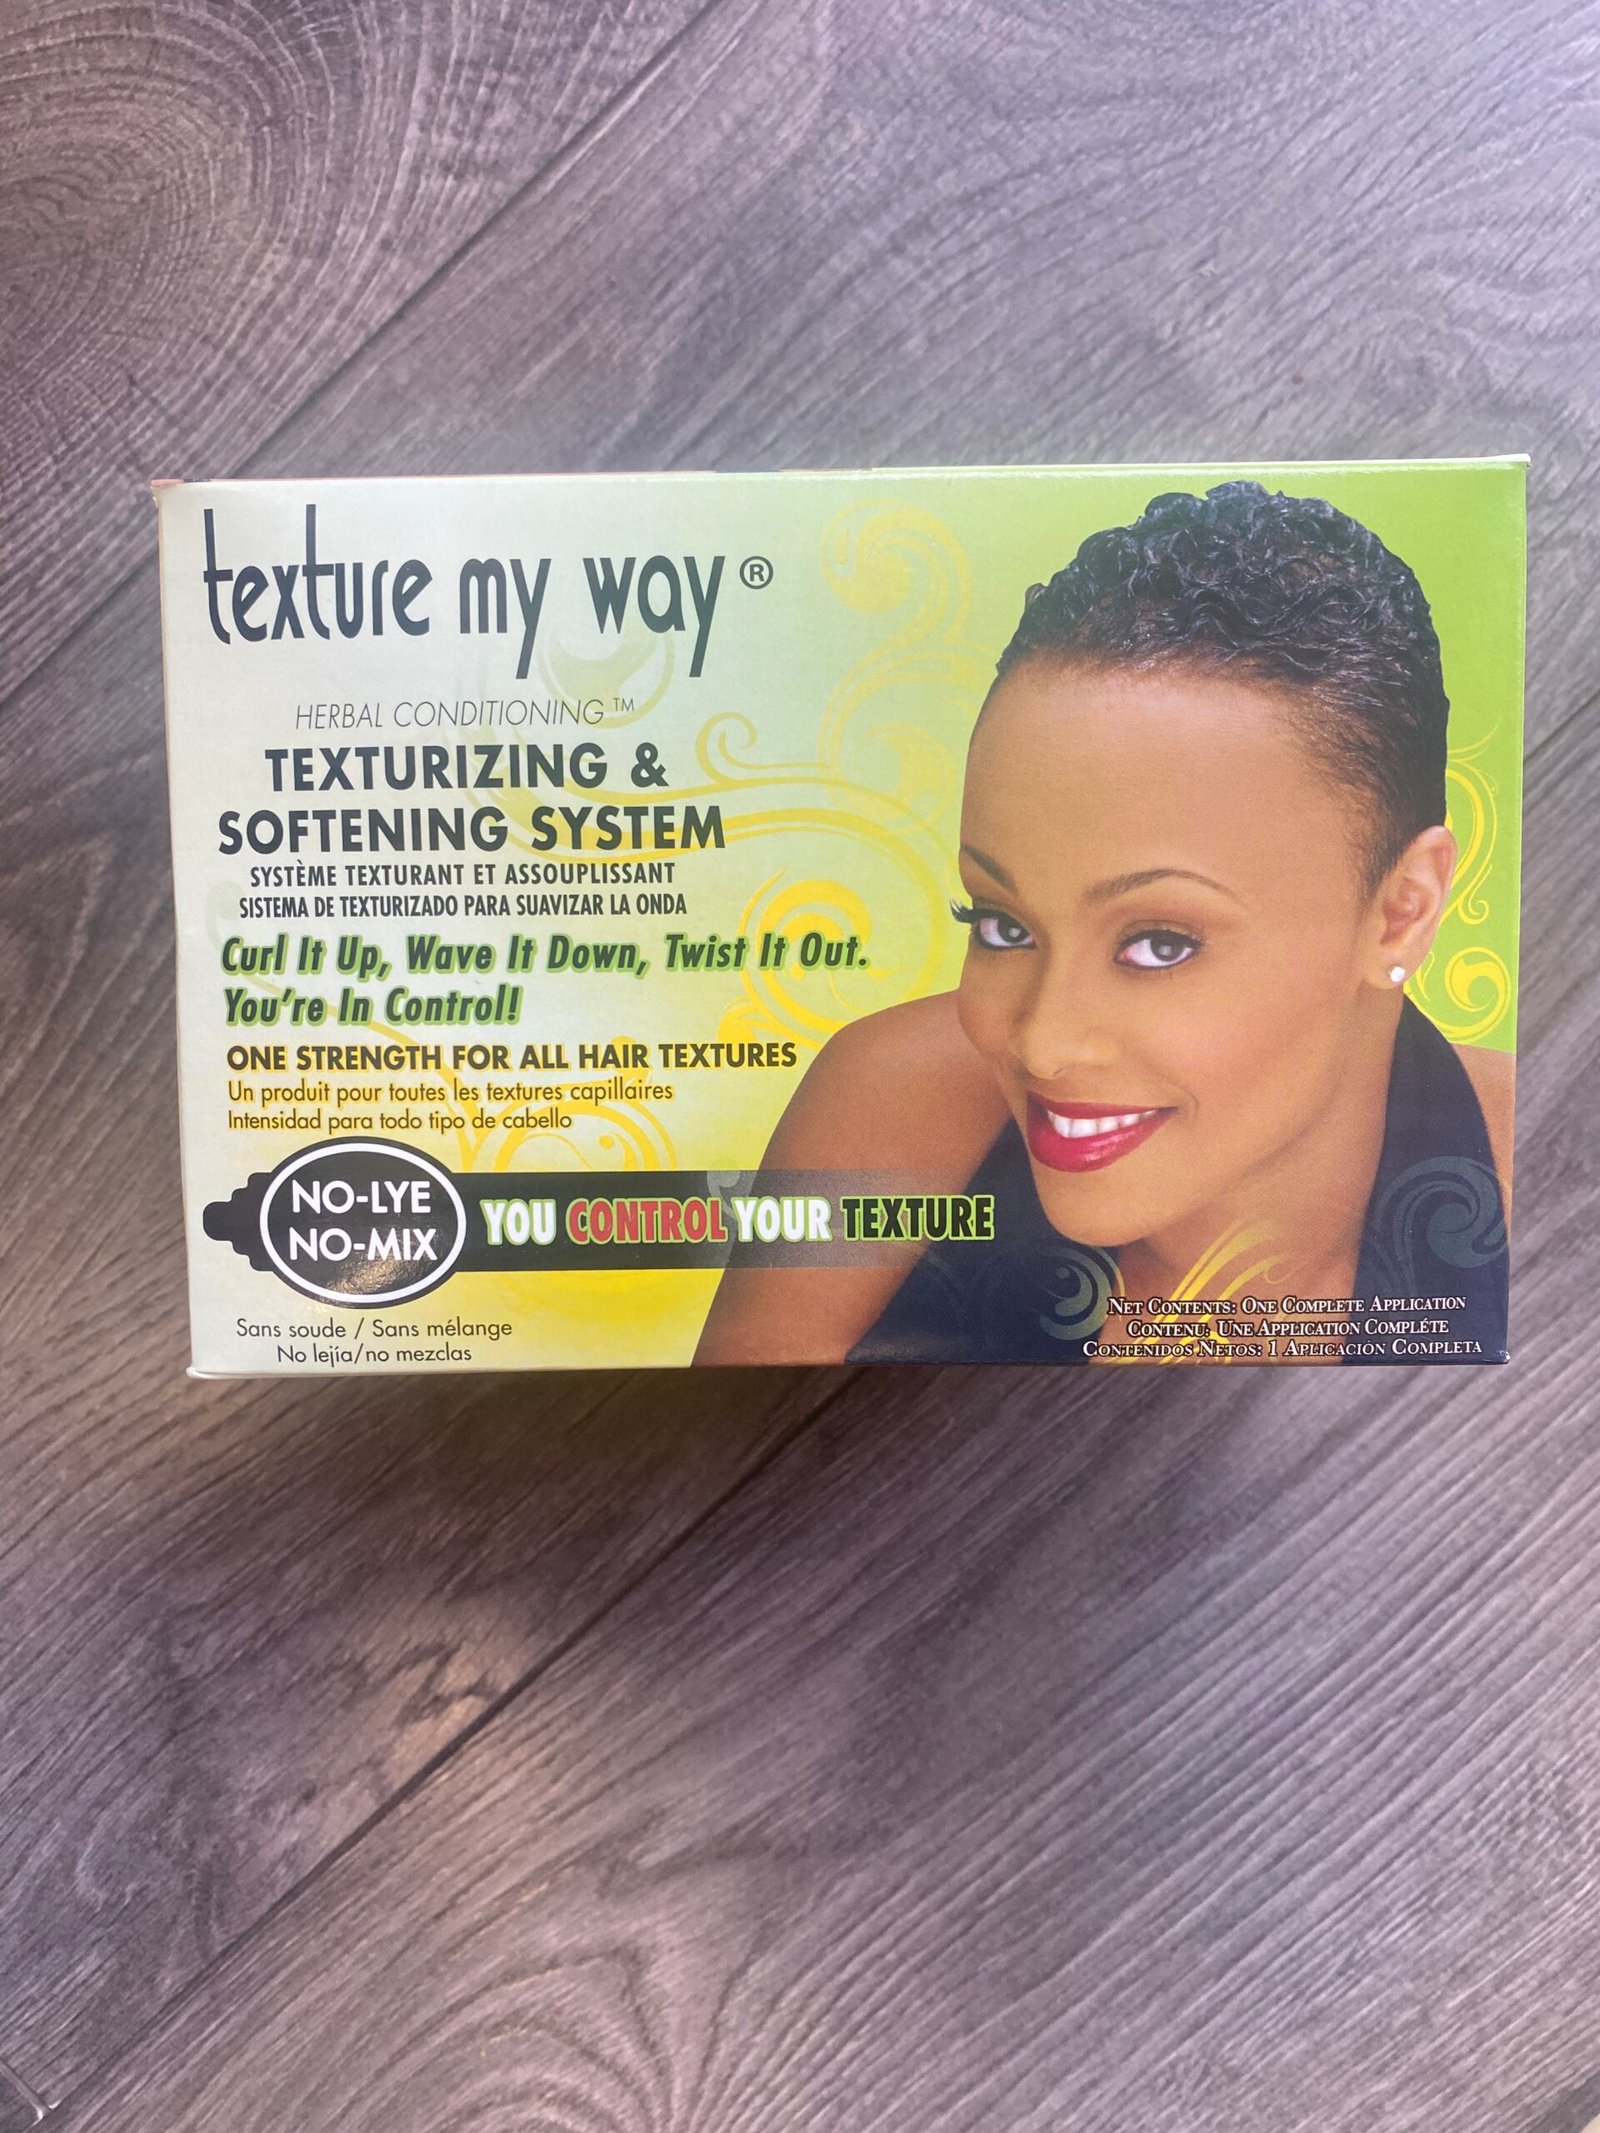 texture my way®
HERBAL CONDITIONING™
TEXTURIZING &
SOFTENING SYSTEM
SYSTÈME TEXTURANT ET ASSOUPLISSANT
SISTEMA DE TEXTURIZADO PARA SUAVIZAR LA ONDA
Curl It Up, Wave It Down, Twist It Out.
You're In Control!
ONE STRENGTH FOR ALL HAIR TEXTURES
Un produit pour toutes les textures capillaires
Intensidad para todo tipo de cabello
NO-LYE
NO-MIX
YOU CONTROL YOUR TEXTURE
Sans soude / Sans mélange
No lejía/no mezclas
NET CONTENTS: ONE COMPLETE APPLICATION
CONTENU: UNE APPLICATION COMPLÉTE
CONTENIDOS NETOS: 1 APLICACIÓN COMPLETA